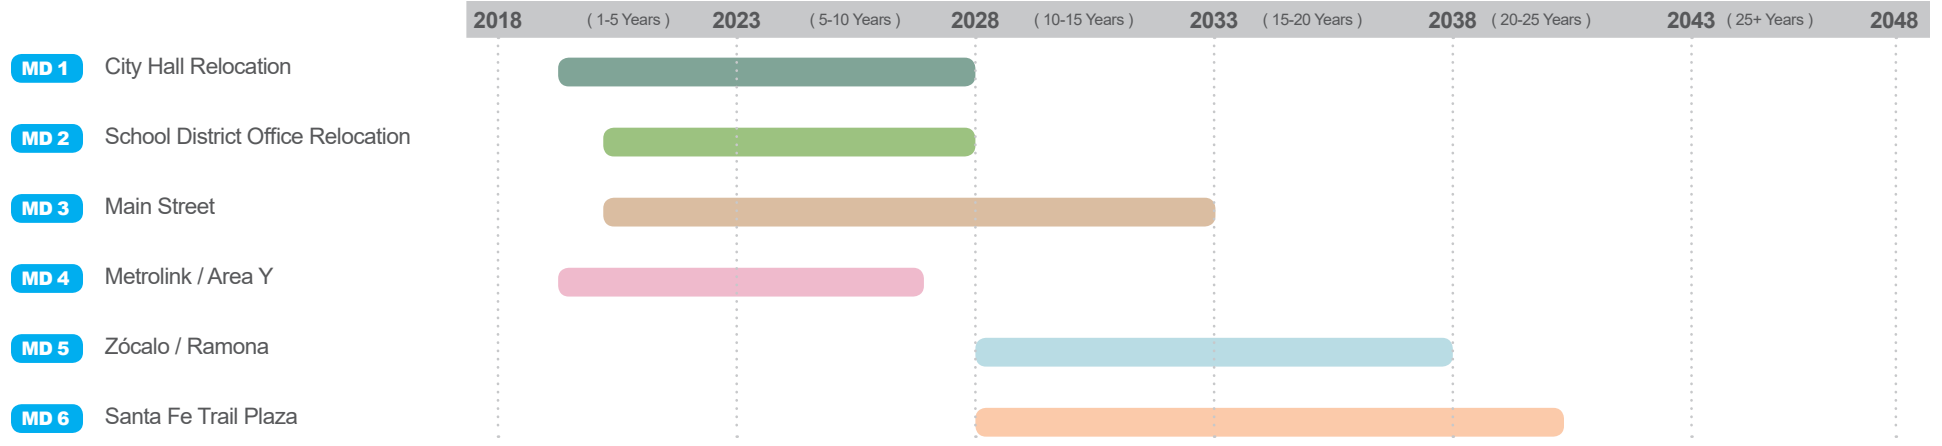 2018 ( 1-5 Years ) 2023 ( 5-10 Years ) 2028 ( 10-15 Years ) 2033 ( 15-20 Years ) 2038 ( 20-25 Years ) 2043 ( 25+ Years ) 2048
MD 1 City Hall Relocation
MD 2 School District Office Relocation
MD 3 Main Street
MD 4 Metrolink / Area Y
MD 5 Zócalo / Ramona
MD 6 Santa Fe Trail Plaza